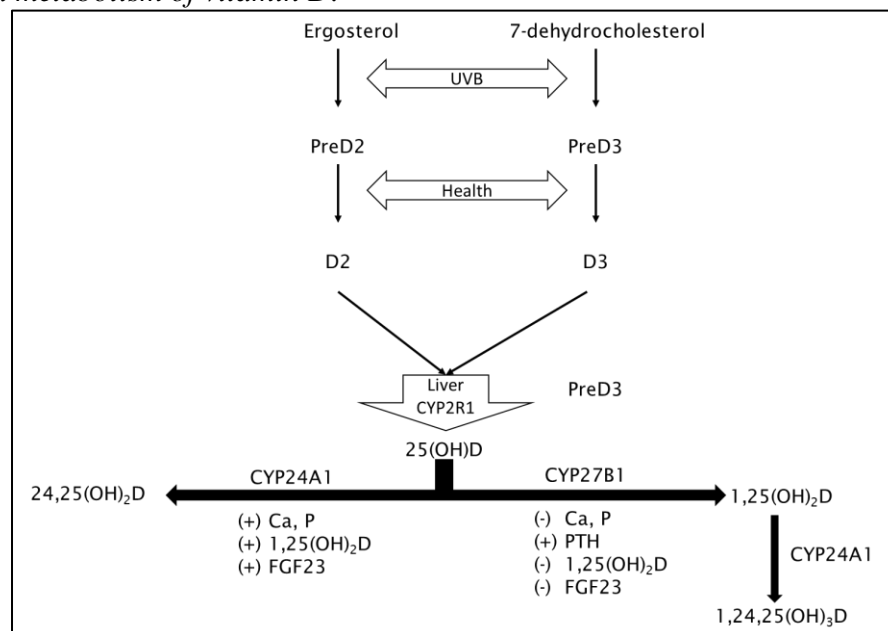 metabolism of vitamin D.
Ergosterol 7-dehydrocholesterol
UVB
PreD2 PreD3
Health
D2 D3
Liver PreD3
CYP2R1
25(OH)D
CYP24A1 CYP27B1
24,25(OH)₂D 1,25(OH)₂D
(+) Ca, P (-) Ca, P
(+) 1,25(OH)₂D (+) PTH
(+) FGF23 (-) 1,25(OH)₂D
(-) FGF23
CYP24A1
1,24,25(OH)₃D